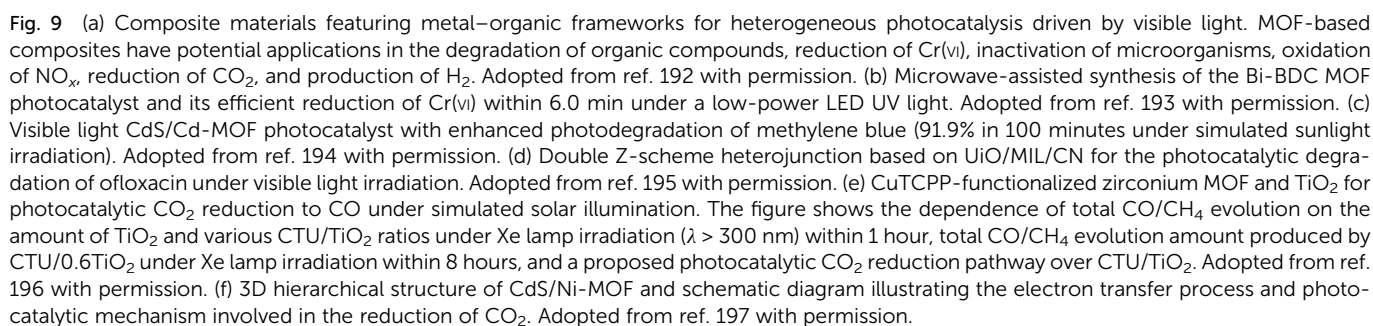 Fig. 9 (a) Composite materials featuring metal–organic frameworks for heterogeneous photocatalysis driven by visible light. MOF-based
composites have potential applications in the degradation of organic compounds, reduction of Cr(VI), inactivation of microorganisms, oxidation
of NOx, reduction of CO2, and production of H2. Adopted from ref. 192 with permission. (b) Microwave-assisted synthesis of the Bi-BDC MOF
photocatalyst and its efficient reduction of Cr(VI) within 6.0 min under a low-power LED UV light. Adopted from ref. 193 with permission. (c)
Visible light CdS/Cd-MOF photocatalyst with enhanced photodegradation of methylene blue (91.9% in 100 minutes under simulated sunlight
irradiation). Adopted from ref. 194 with permission. (d) Double Z-scheme heterojunction based on UiO/MIL/CN for the photocatalytic degra-
dation of ofloxacin under visible light irradiation. Adopted from ref. 195 with permission. (e) CuTCPP-functionalized zirconium MOF and TiO2 for
photocatalytic CO2 reduction to CO under simulated solar illumination. The figure shows the dependence of total CO/CH4 evolution on the
amount of TiO2 and various CTU/TiO2 ratios under Xe lamp irradiation (λ > 300 nm) within 1 hour, total CO/CH4 evolution amount produced by
CTU/0.6TiO2 under Xe lamp irradiation within 8 hours, and a proposed photocatalytic CO2 reduction pathway over CTU/TiO2. Adopted from ref.
196 with permission. (f) 3D hierarchical structure of CdS/Ni-MOF and schematic diagram illustrating the electron transfer process and photo-
catalytic mechanism involved in the reduction of CO2. Adopted from ref. 197 with permission.